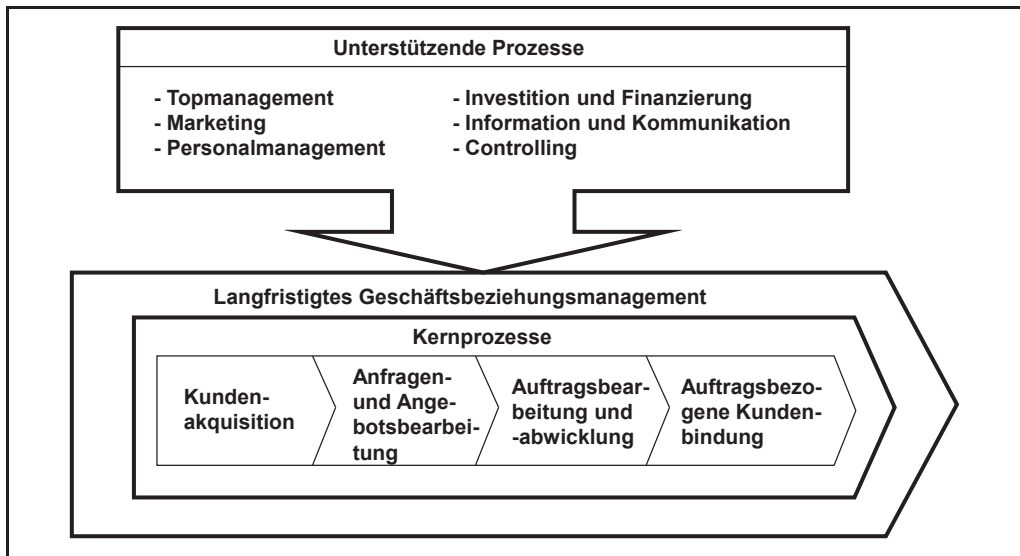 Unterstützende Prozesse
- Topmanagement
- Marketing
- Personalmanagement
- Investition und Finanzierung
- Information und Kommunikation
- Controlling
Langfristigtes Geschäftsbeziehungsmanagement
Kernprozesse
Kunden-
akquisition
Anfragen-
und Ange-
botsbearbei-
tung
Auftragsbear-
beitung und
-abwicklung
Auftragsbezo-
gene Kunden-
bindung